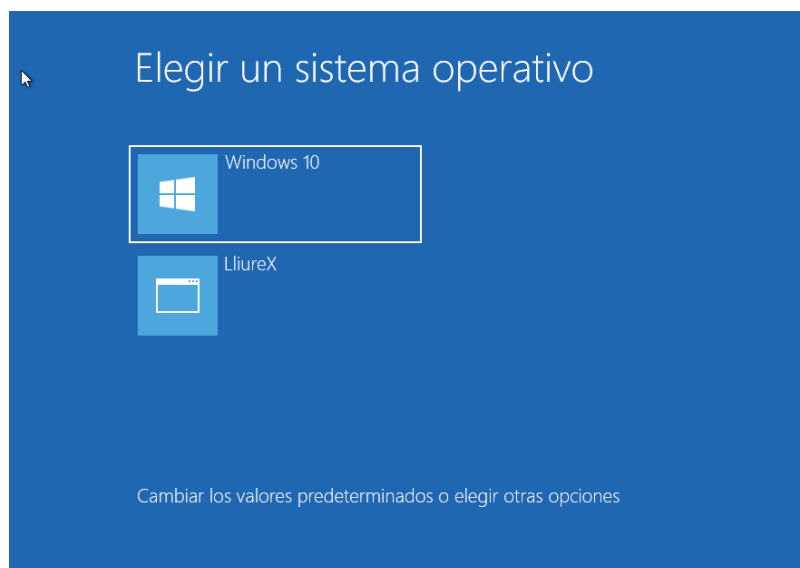 Elegir un sistema operativo
Windows 10
LliureX
Cambiar los valores predeterminados o elegir otras opciones